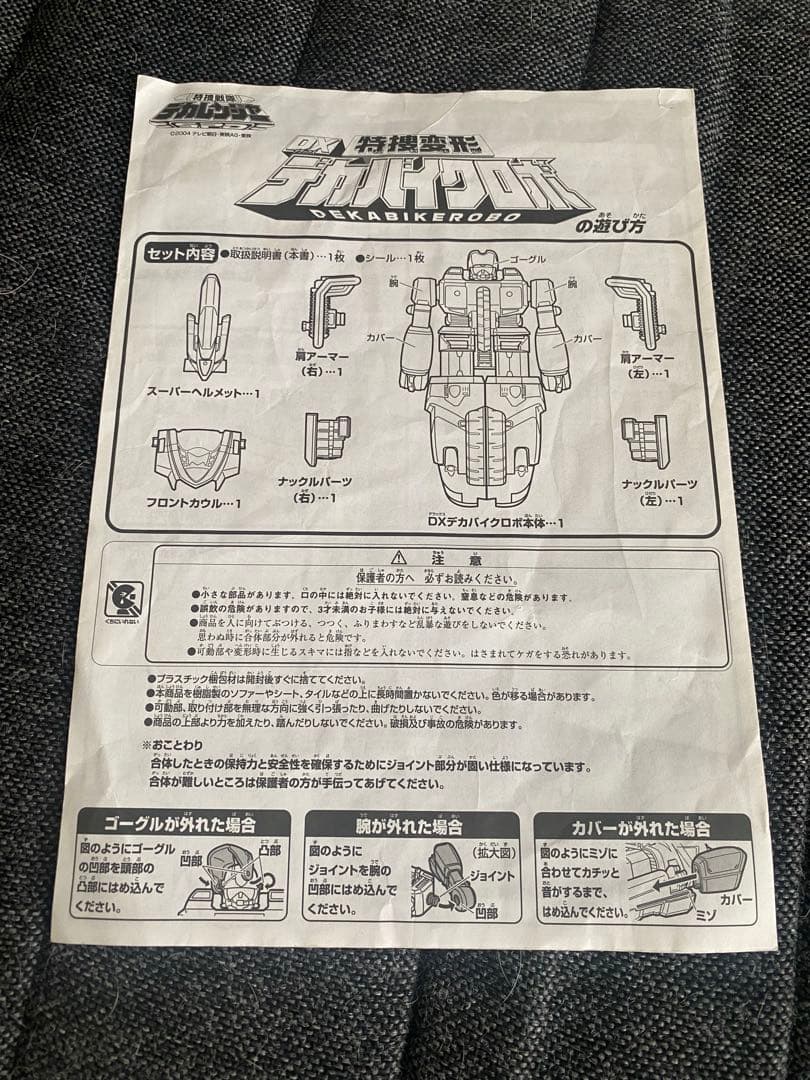 特捜戦隊
デカレンジャー
©2004 テレビ朝日・東映AG・東映
DX 特捜変形
デカバイクロボ
DEKABIKEROBO
の遊び方
セット内容 ●取扱説明書(本書)…1枚 ●シール…1枚
ゴーグル
腕
腕
カバー
カバー
スーパーヘルメット…1
肩アーマー
(右)…1
肩アーマー
(左)…1
フロントカウル…1
ナックルパーツ
(右)…1
DXデカバイクロボ本体…1
ナックルパーツ
(左)…1
くちにいれない
⚠ 注 意
保護者の方へ 必ずお読みください。
●小さな部品があります。口の中には絶対に入れないでください。窒息などの危険があります。
●誤飲の危険がありますので、3才未満のお子様には絶対に与えないでください。
●商品を人に向けてぶつける、つつく、ふりまわすなど乱暴な遊びをしないでください。
思わぬ時に合体部分が外れると危険です。
●可動部や変形時に生じるスキマには指などを入れないでください。はさまれてケガをする恐れがあります。
●プラスチック梱包材は開封後すぐに捨ててください。
●本商品を樹脂製のソファーやシート、タイルなどの上に長時間置かないでください。色が移る場合があります。
●可動部、取り付け部を無理な方向に強く引っ張ったり、曲げたりしないでください。
●商品の上部より力を加えたり、踏んだりしないでください。破損及び事故の危険があります。
※おことわり
合体したときの保持力と安全性を確保するためにジョイント部分が固い仕様になっています。
合体が難しいところは保護者の方が手伝ってあげてください。
ゴーグルが外れた場合
図のようにゴーグル
の凹部を頭部の
凸部にはめ込んで
ください。
凹部
凸部
腕が外れた場合
図のように
ジョイントを腕の
凹部にはめ込んで
ください。
(拡大図)
ジョイント
凹部
カバーが外れた場合
図のようにミゾに
合わせてカチッと
音がするまで、
はめ込んでください。
カバー
ミゾ